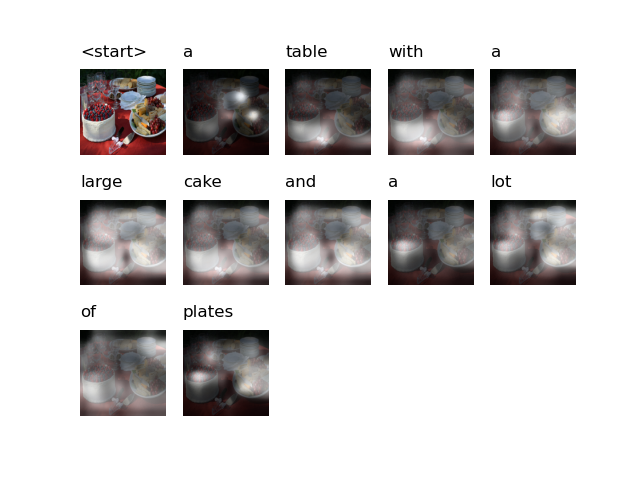 <start> a table with a
large cake and a lot
of plates